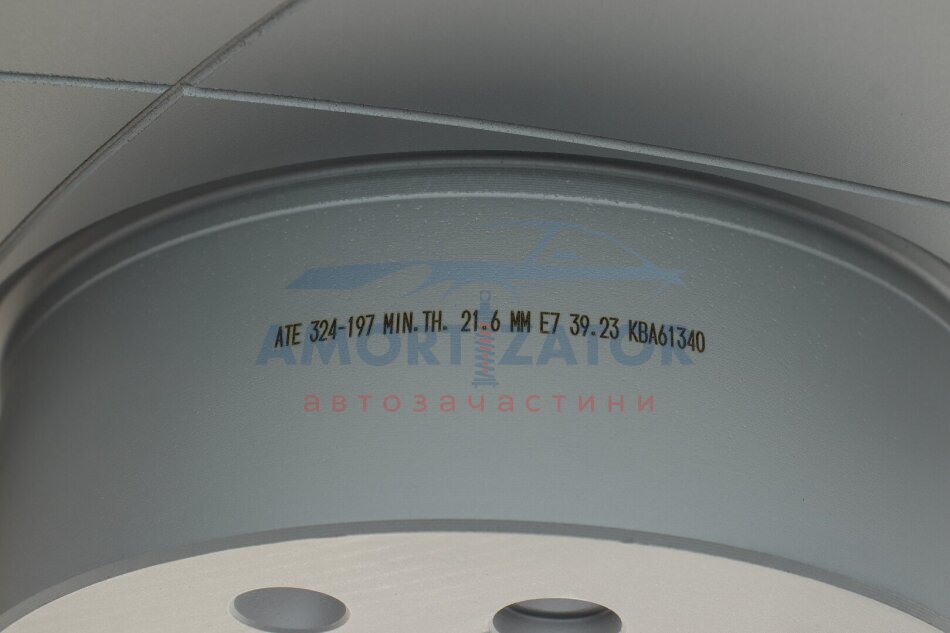 ATE 324-197 MIN.TH. 21.6 MM E7 39.23 KBA61340
AMORTIZATOR
автозачастини